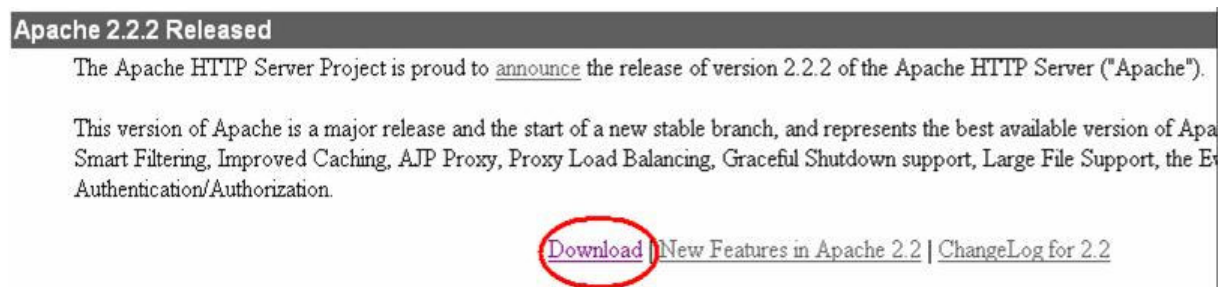 Apache 2.2.2 Released
The Apache HTTP Server Project is proud to announce the release of version 2.2.2 of the Apache HTTP Server ("Apache").
This version of Apache is a major release and the start of a new stable branch, and represents the best available version of Apa
Smart Filtering, Improved Caching, AJP Proxy, Proxy Load Balancing, Graceful Shutdown support, Large File Support, the Ev
Authentication/Authorization.
Download | New Features in Apache 2.2 | ChangeLog for 2.2